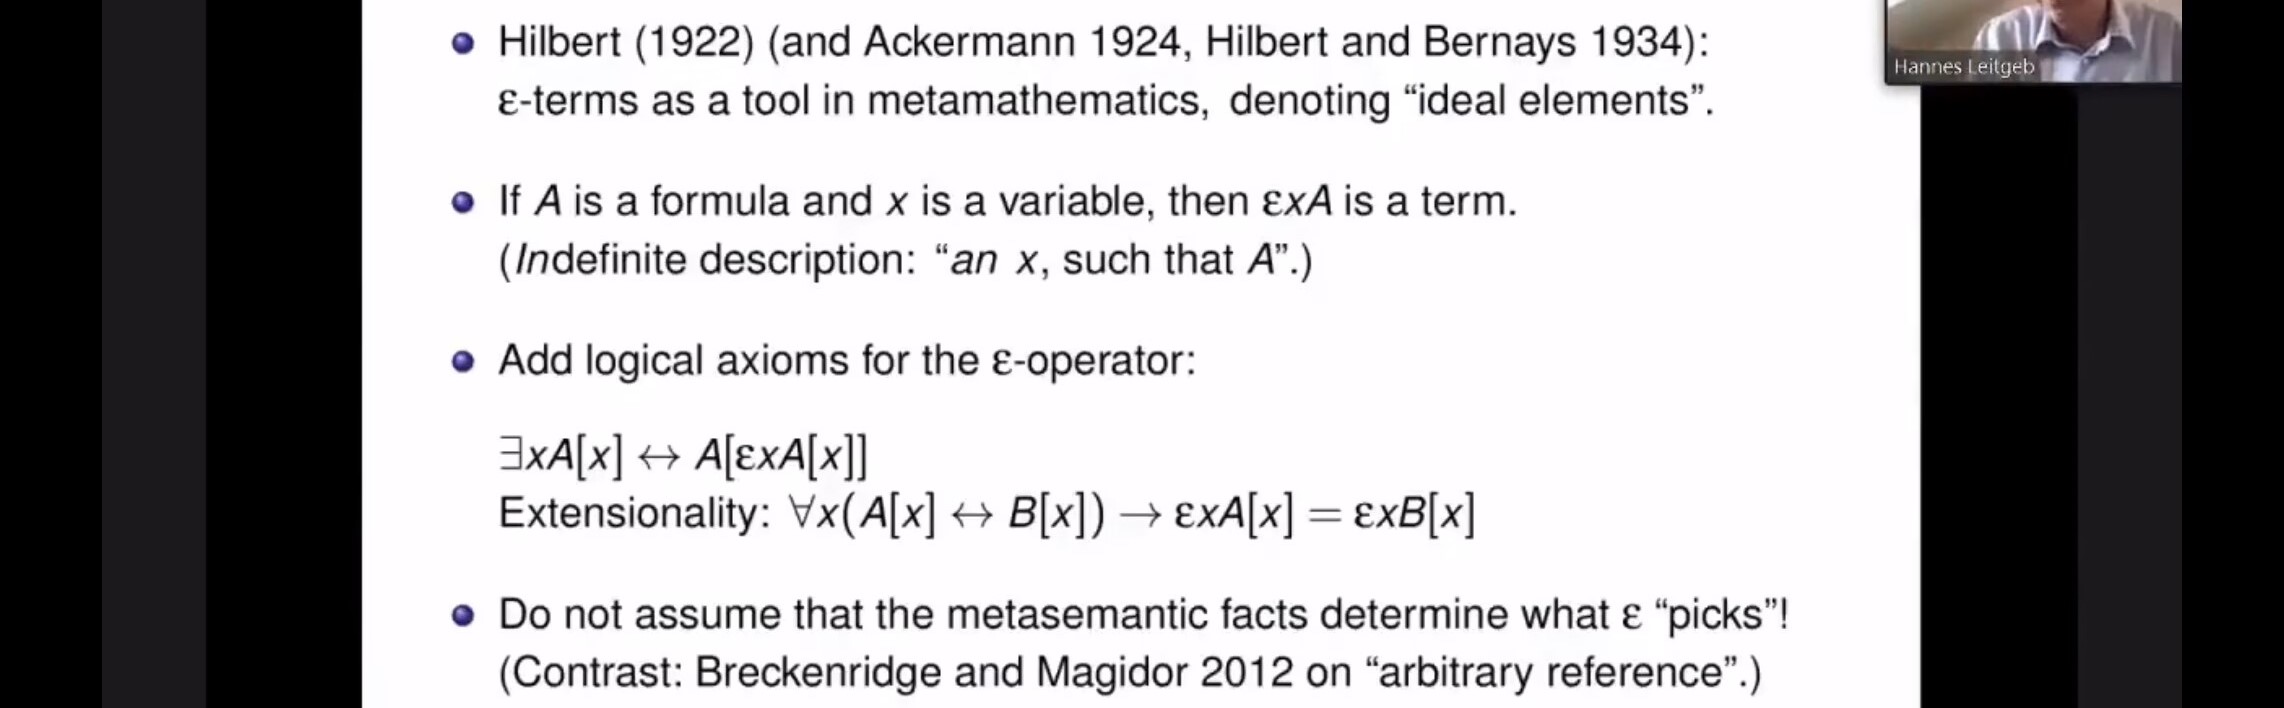 Hilbert (1922) (and Ackermann 1924, Hilbert and Bernays 1934):
ε-terms as a tool in metamathematics, denoting “ideal elements”.
Hannes Leitgeb
If A is a formula and x is a variable, then εxA is a term.
(Indefinite description: “an x, such that A”.)
Add logical axioms for the ε-operator:
∃xA[x] ↔ A[εxA[x]]
Extensionality: ∀x(A[x] ↔ B[x]) → εxA[x] = εxB[x]
Do not assume that the metasemantic facts determine what ε “picks”!
(Contrast: Breckenridge and Magidor 2012 on “arbitrary reference”.)